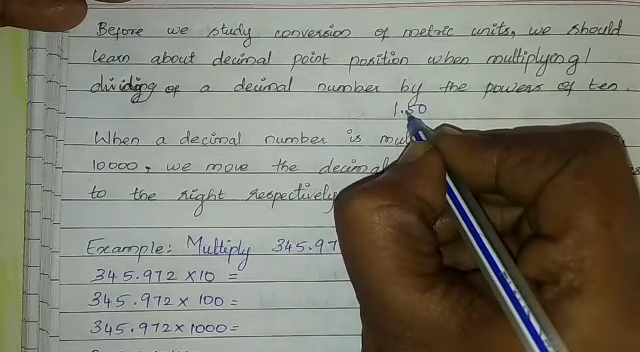 Before we study conversion of metric units, we should
learn about decimal point position when multiplying/
dividing of a decimal number by the powers of ten.
1.50
When a decimal number is mul
10000, we move the decimal
to the right respectively
Example: Multiply 345.97
345.972 × 10 =
345.972 × 100 =
345.972 × 1000 =